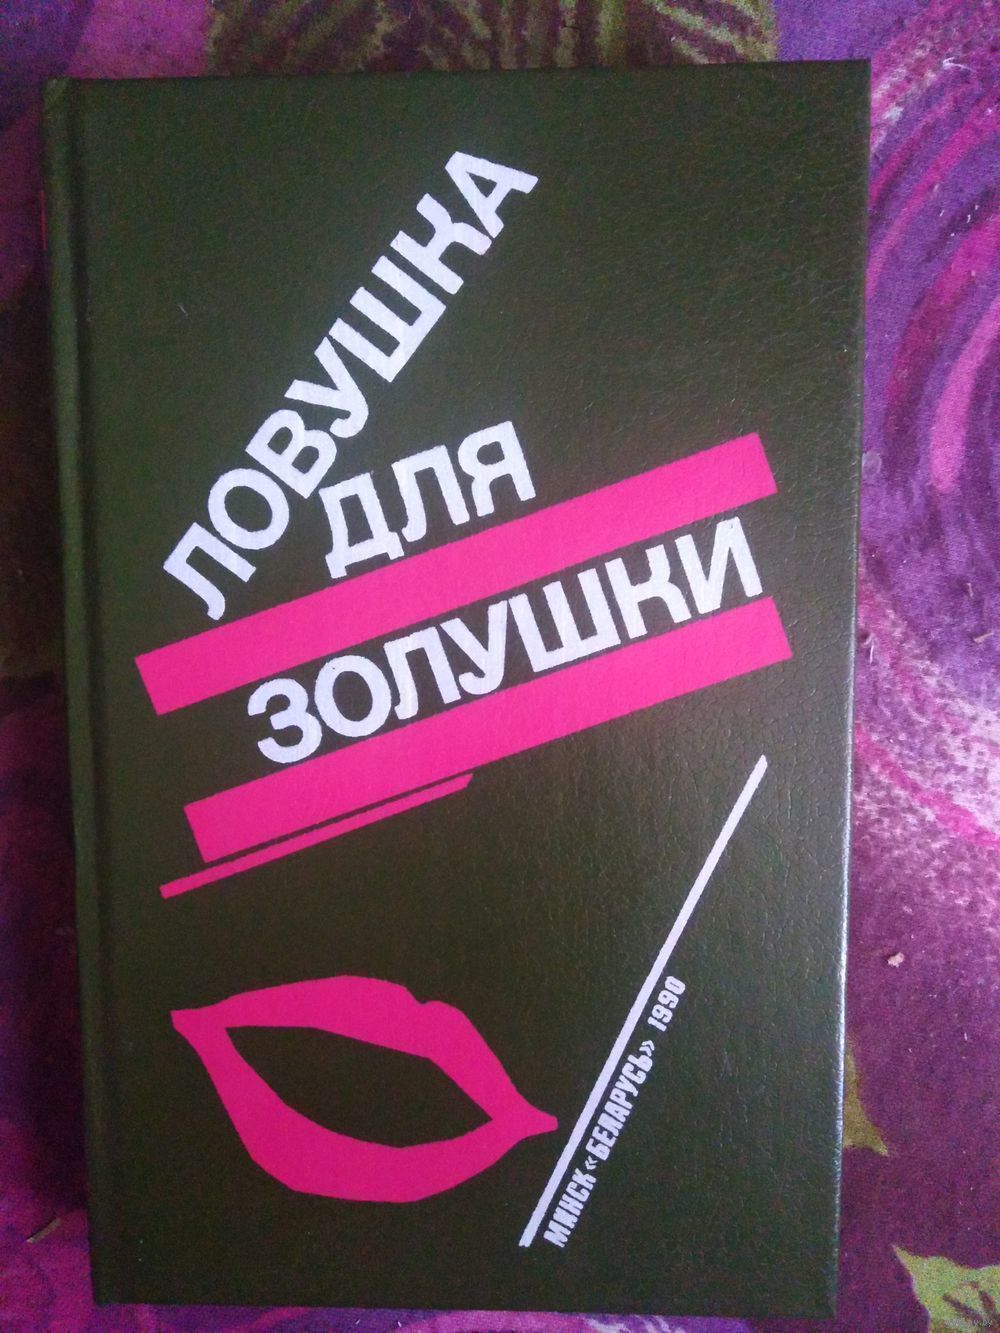 ЛОВУШКА
ДЛЯ
ЗОЛУШКИ
МИНСК «БЕЛАРУСЬ» 1990